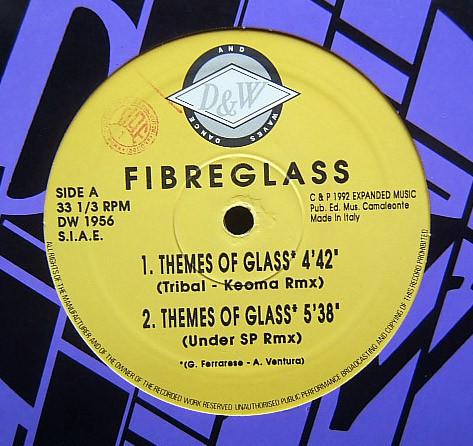 AND
D&W
DANCE WAVES
FIBREGLASS
SIDE A
33 1/3 RPM
DW 1956
S.I.A.E.
C & P 1992 EXPANDED MUSIC
Pub. Ed. Mus. Camaleonte
Made in Italy
1. THEMES OF GLASS* 4'42"
(Tribal - Keoma Rmx)
2. THEMES OF GLASS* 5'38"
(Under SP Rmx)
*(G. Ferrarese - A. Ventura)
ALL RIGHTS OF THE MANUFACTURER AND OF THE OWNER OF THE RECORDED WORK RESERVED UNAUTHORISED PUBLIC PERFORMANCE BROADCASTING AND COPYING OF THIS RECORD PROHIBITED